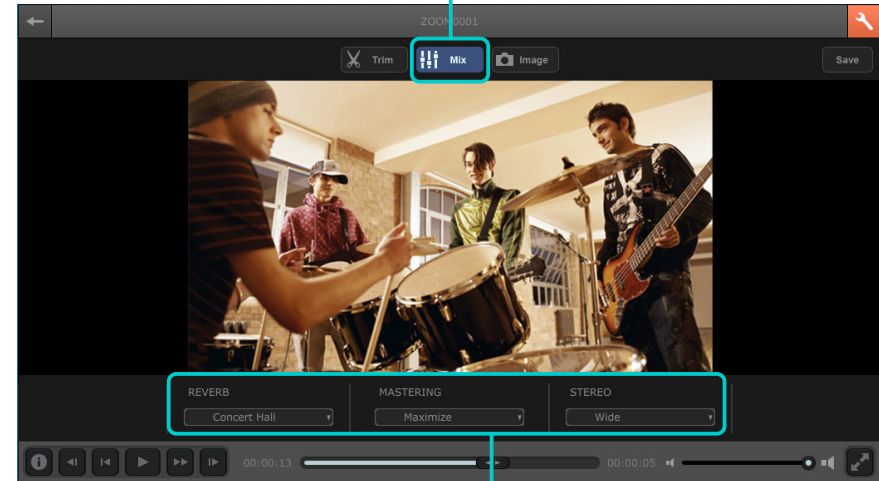 ZOOM0001
Trim
Mix
Image
Save
REVERB MASTERING STEREO
Concert Hall Maximize Wide
00:00:13 00:00:05